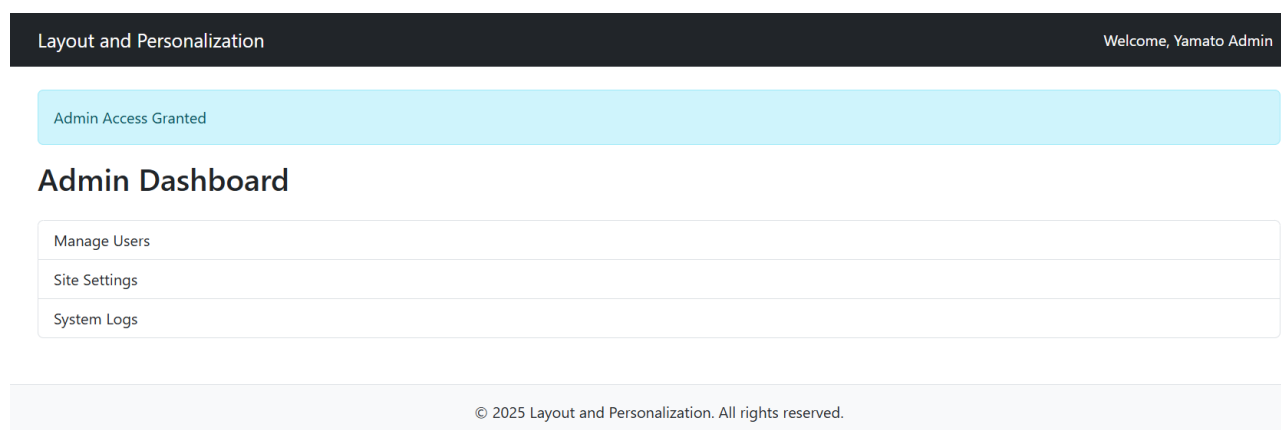 Layout and Personalization
Welcome, Yamato Admin
Admin Access Granted
Admin Dashboard
Manage Users
Site Settings
System Logs
© 2025 Layout and Personalization. All rights reserved.